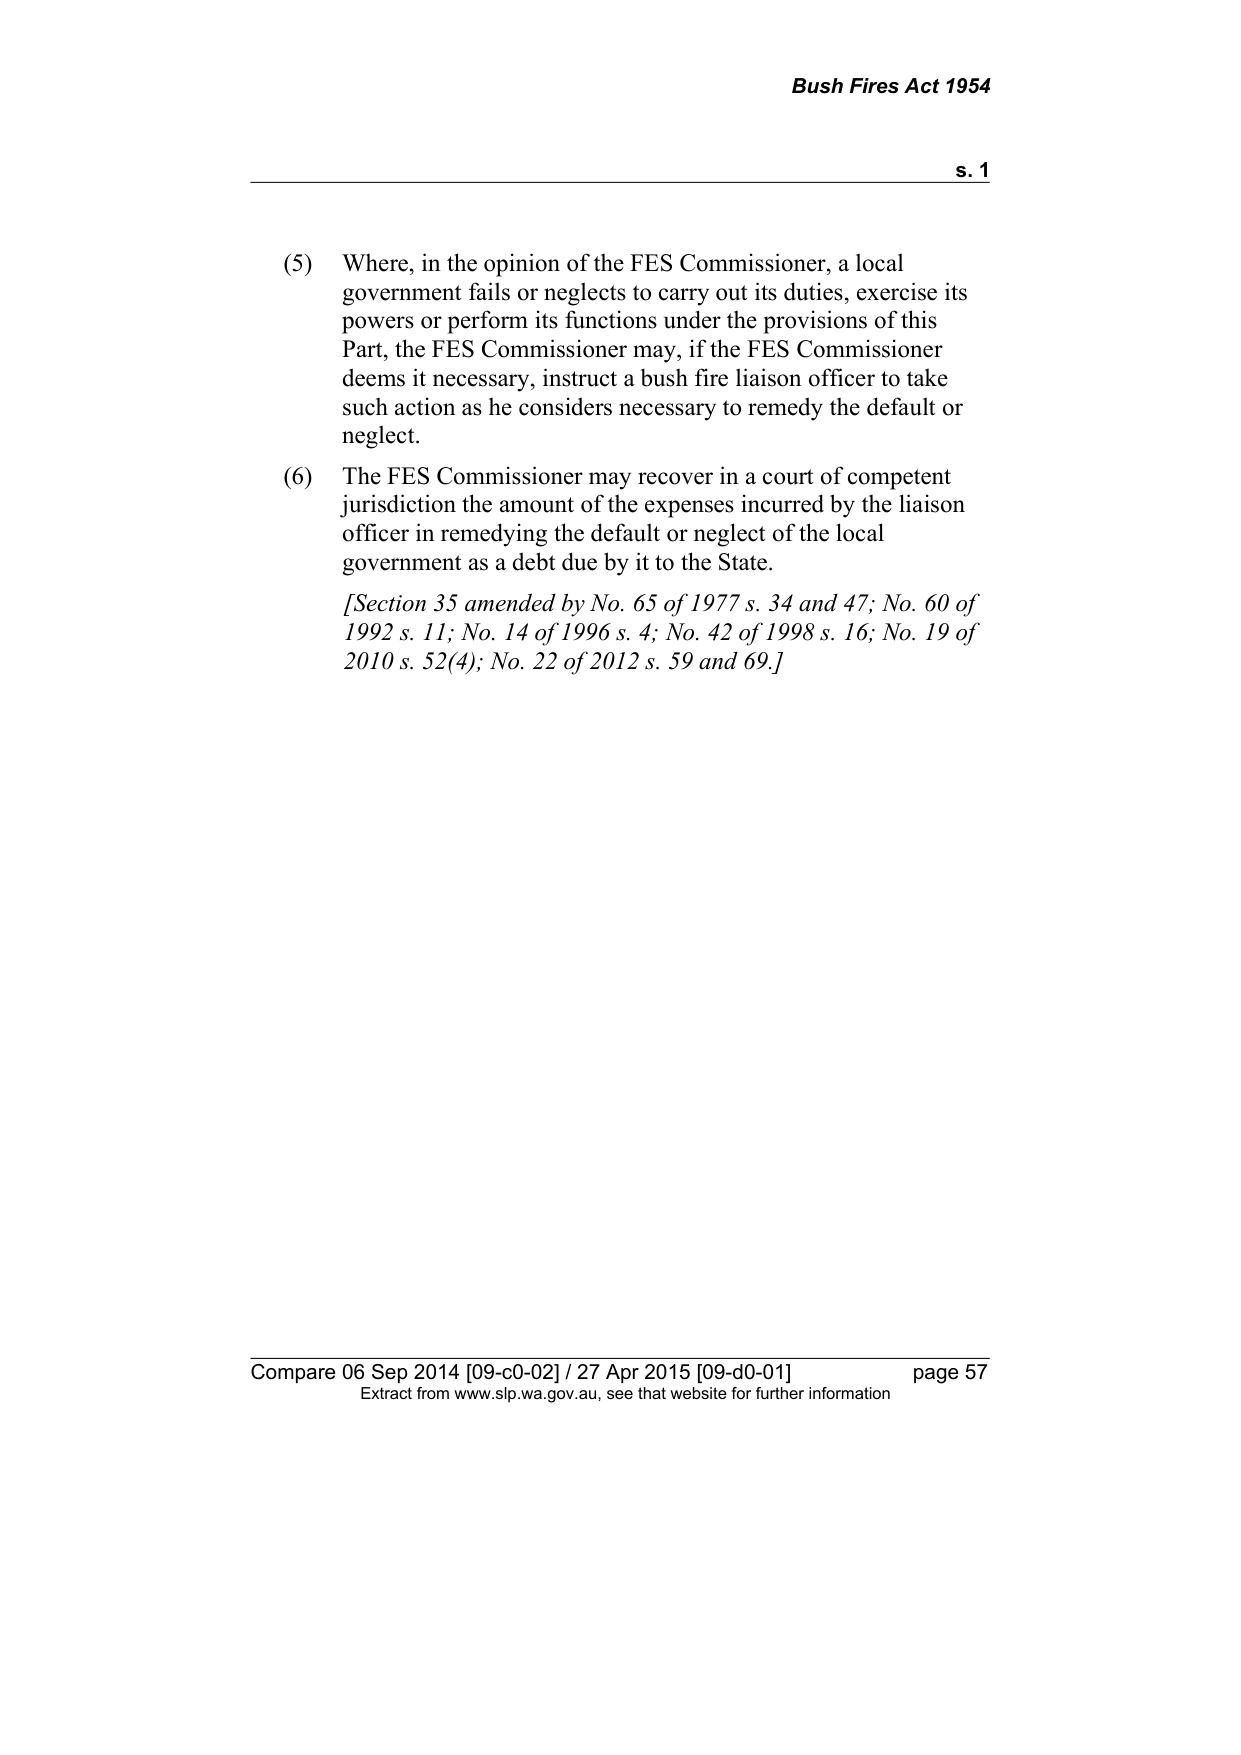 Bush Fires Act 1954
s. 1
(5) Where, in the opinion of the FES Commissioner, a local
government fails or neglects to carry out its duties, exercise its
powers or perform its functions under the provisions of this
Part, the FES Commissioner may, if the FES Commissioner
deems it necessary, instruct a bush fire liaison officer to take
such action as he considers necessary to remedy the default or
neglect.
(6) The FES Commissioner may recover in a court of competent
jurisdiction the amount of the expenses incurred by the liaison
officer in remedying the default or neglect of the local
government as a debt due by it to the State.
[Section 35 amended by No. 65 of 1977 s. 34 and 47; No. 60 of
1992 s. 11; No. 14 of 1996 s. 4; No. 42 of 1998 s. 16; No. 19 of
2010 s. 52(4); No. 22 of 2012 s. 59 and 69.]
Compare 06 Sep 2014 [09-c0-02] / 27 Apr 2015 [09-d0-01] page 57
Extract from www.slp.wa.gov.au, see that website for further information